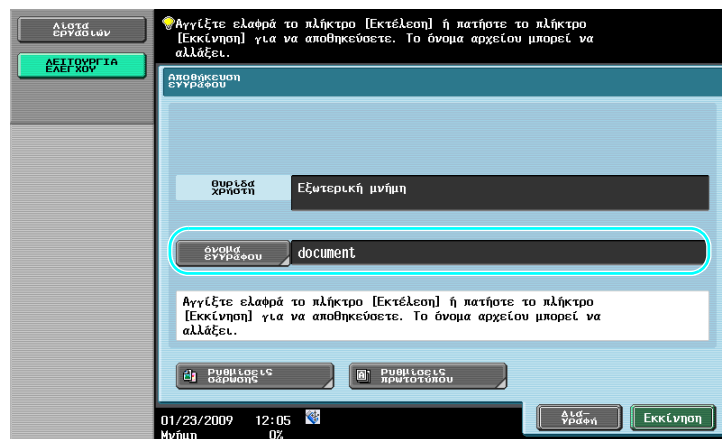 Λίστα
εργασιών
Αγγίξτε ελαφρά το πλήκτρο [Εκτέλεση] ή πατήστε το πλήκτρο
[Εκκίνηση] για να αποθηκεύσετε. Το όνομα αρχείου μπορεί να
αλλάξει.
ΛΕΙΤΟΥΡΓΙΑ
ΕΛΕΓΧΟΥ
Αποθήκευση
εγγράφου
θυρίδα
χρήστη
Εξωτερική μνήμη
όνομα
εγγράφου
document
Αγγίξτε ελαφρά το πλήκτρο [Εκτέλεση] ή πατήστε το πλήκτρο
[Εκκίνηση] για να αποθηκεύσετε. Το όνομα αρχείου μπορεί να
αλλάξει.
Ρυθμίσεις
σάρωσης
Ρυθμίσεις
πρωτοτύπου
01/23/2009 12:05
Μνήμη 0%
Δια-
γραφή
Εκκίνηση